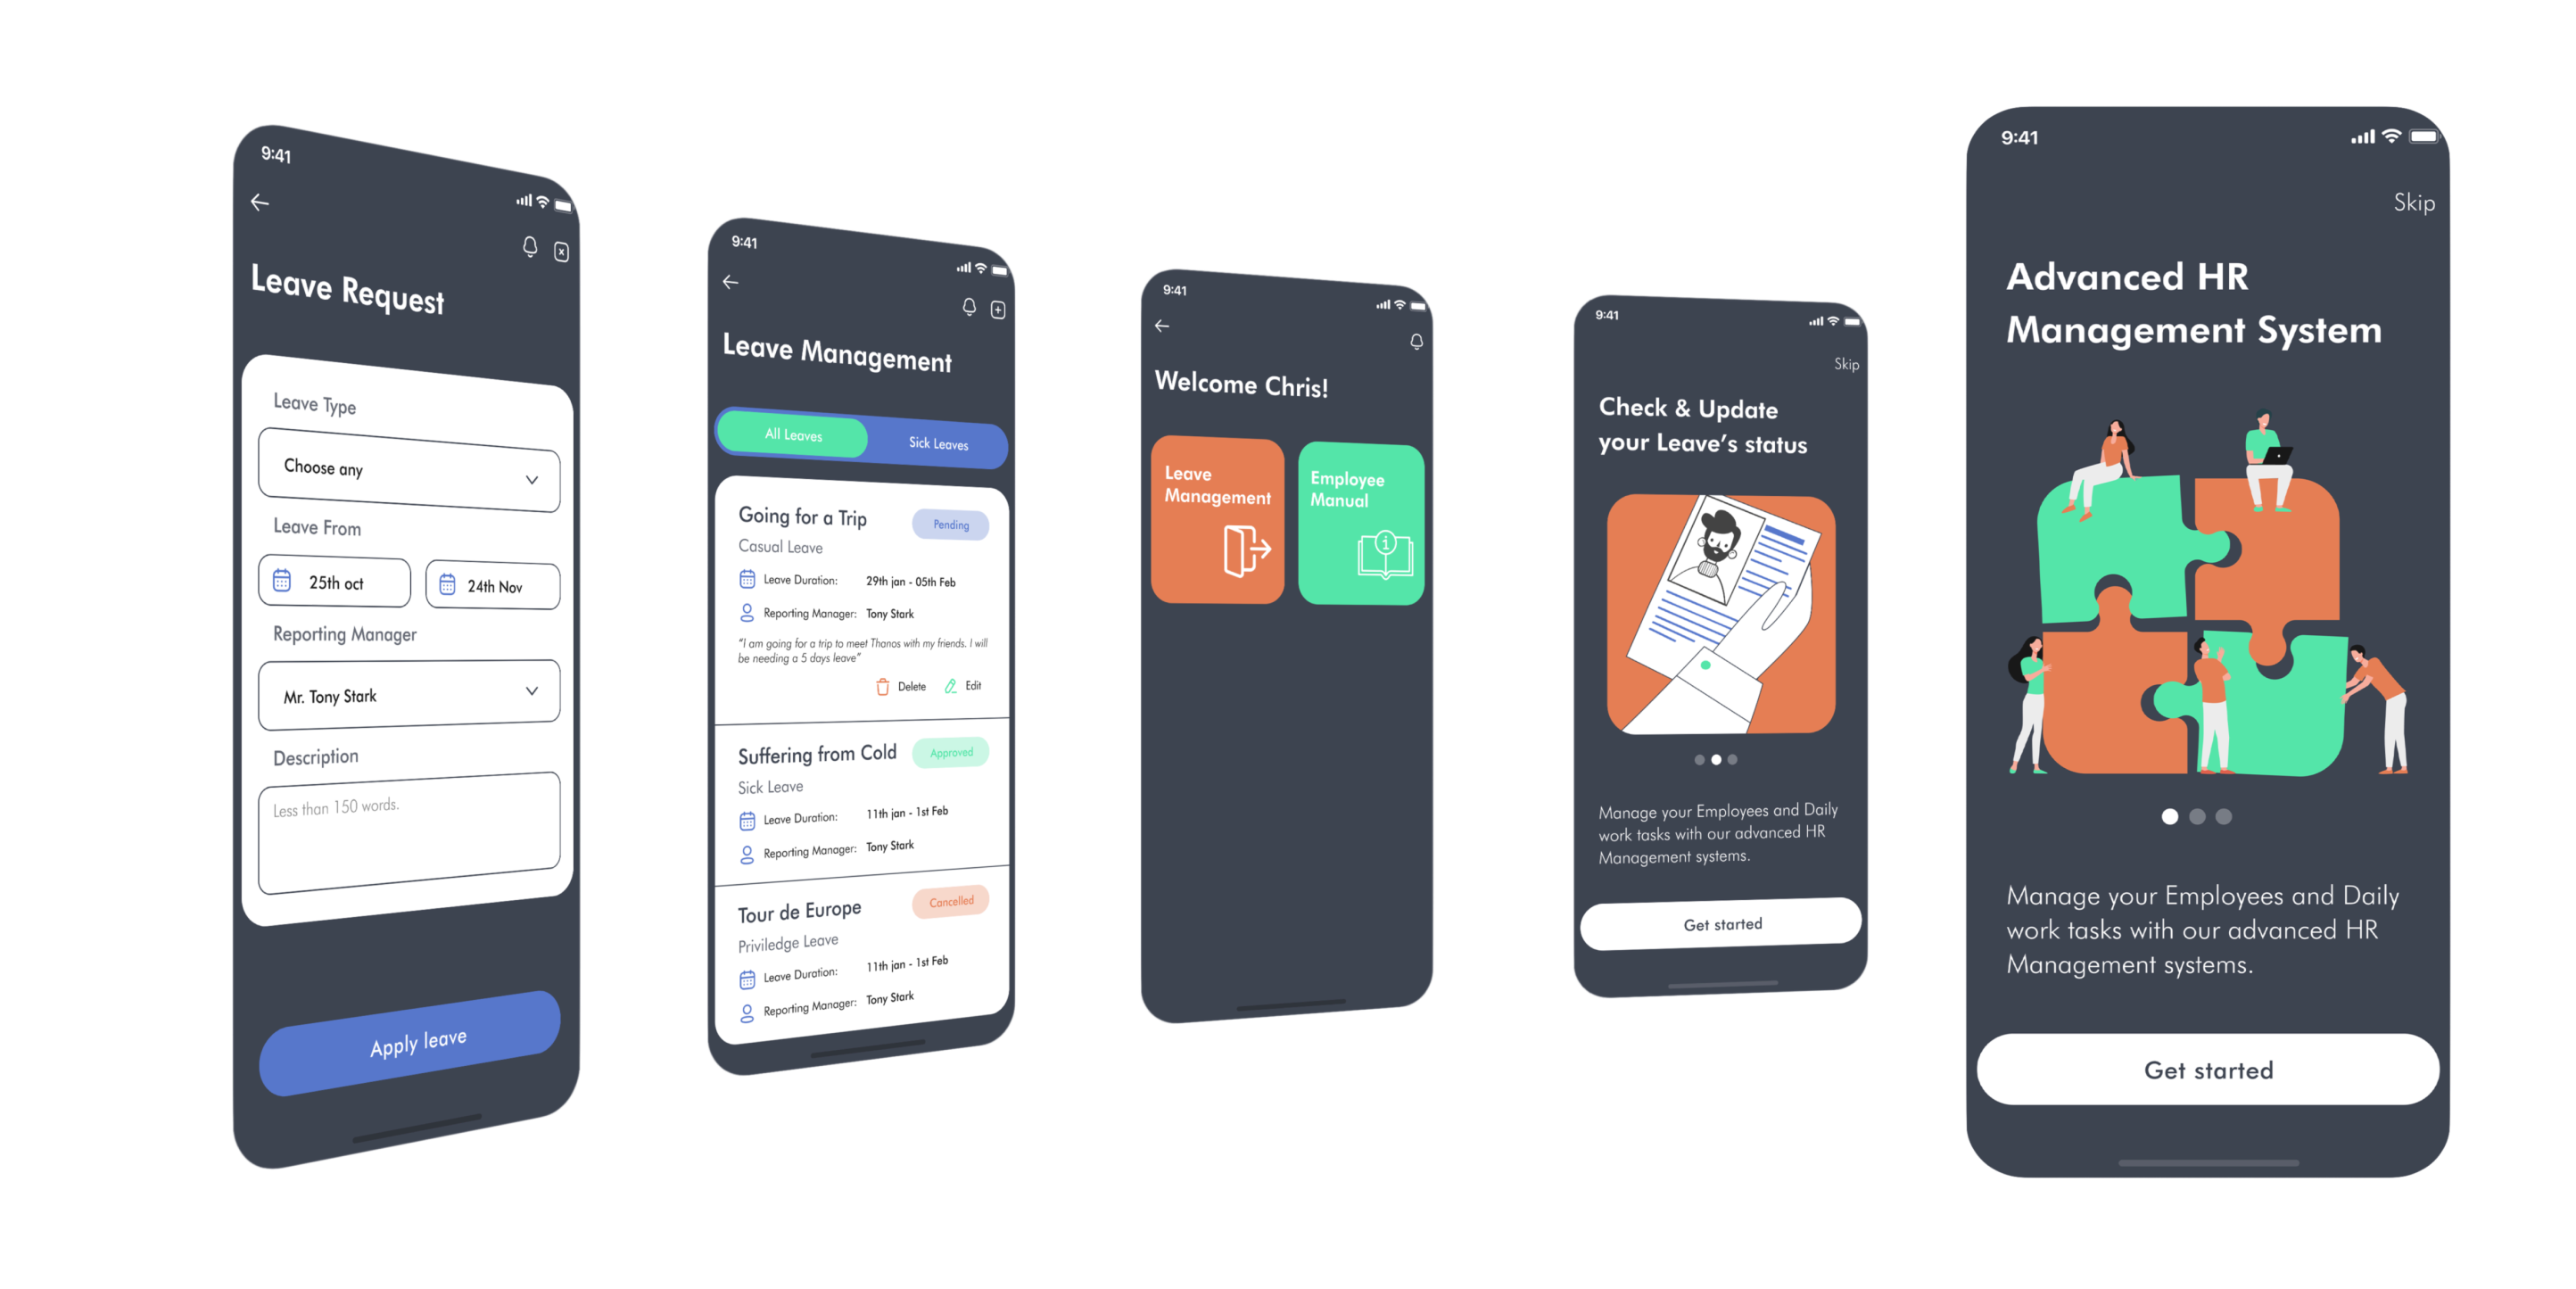 9:41
Leave Request
Leave Type
Choose any
Leave From
25th oct
24th Nov
Reporting Manager
Mr. Tony Stark
Description
Less than 150 words.
Apply leave
9:41
Leave Management
All Leaves
Sick Leaves
Going for a Trip
Pending
Casual Leave
Leave Duration:
29th jan - 05th Feb
Reporting Manager:
Tony Stark
“I am going for a trip to meet Thanos with my friends. I will
be needing a 5 days leave”
Delete
Edit
Suffering from Cold
Approved
Sick Leave
Leave Duration:
11th jan - 1st Feb
Reporting Manager:
Tony Stark
Tour de Europe
Cancelled
Priviledge Leave
Leave Duration:
11th jan - 1st Feb
Reporting Manager:
Tony Stark
9:41
Welcome Chris!
Leave
Management
Employee
Manual
i
9:41
Skip
Check & Update
your Leave’s status
Manage your Employees and Daily
work tasks with our advanced HR
Management systems.
Get started
9:41
Skip
Advanced HR
Management System
Manage your Employees and Daily
work tasks with our advanced HR
Management systems.
Get started